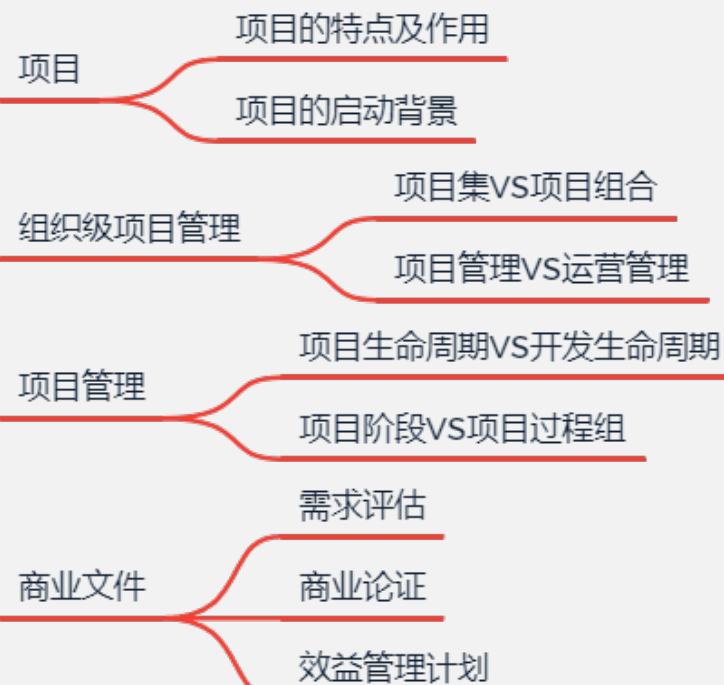 项目
项目的特点及作用
项目的启动背景
组织级项目管理
项目集VS项目组合
项目管理VS运营管理
项目管理
项目生命周期VS开发生命周期
项目阶段VS项目过程组
商业文件
需求评估
商业论证
效益管理计划